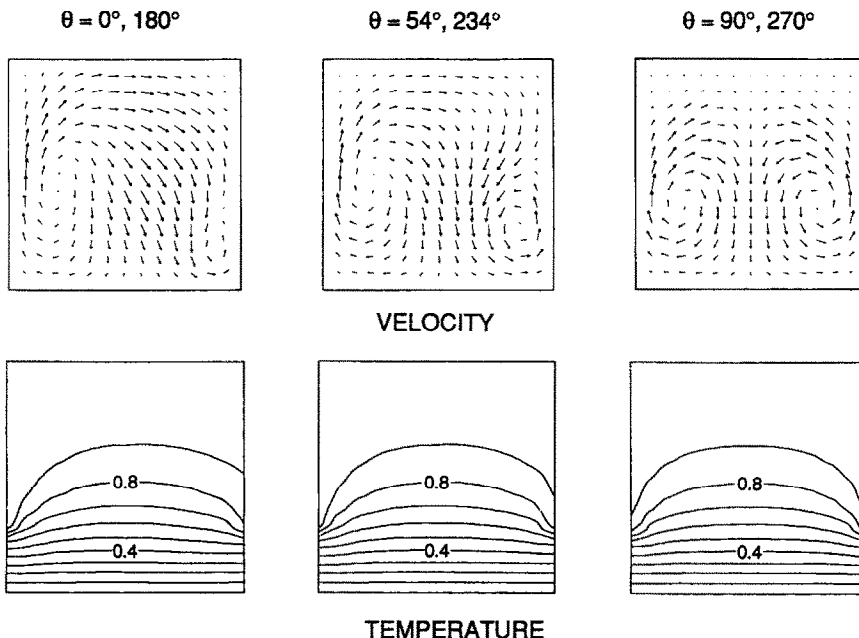 θ = 0°, 180°
θ = 54°, 234°
θ = 90°, 270°
VELOCITY
0.8
0.8
0.8
0.4
0.4
0.4
TEMPERATURE